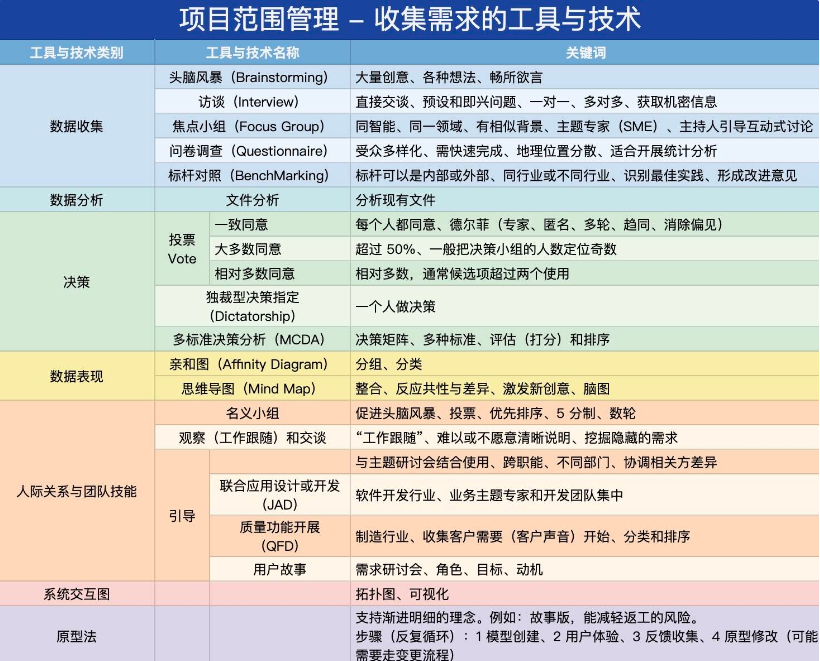 项目范围管理 – 收集需求的工具与技术
工具与技术类别 工具与技术名称 关键词
数据收集
头脑风暴（Brainstorming） 大量创意、各种想法、畅所欲言
访谈（Interview） 直接交谈、预设和即兴问题、一对一、多对多、获取机密信息
焦点小组（Focus Group） 同智能、同一领域、有相似背景、主题专家（SME）、主持人引导互动式讨论
问卷调查（Questionnaire） 受众多样化、需快速完成、地理位置分散、适合开展统计分析
标杆对照（BenchMarking） 标杆可以是内部或外部、同行业或不同行业、识别最佳实践、形成改进意见
数据分析 文件分析 分析现有文件
决策
投票
Vote
一致同意 每个人都同意、德尔菲（专家、匿名、多轮、趋同、消除偏见）
大多数同意 超过 50%、一般把决策小组的人数定位奇数
相对多数同意 相对多数，通常候选项超过两个使用
独裁型决策指定
（Dictatorship） 一个人做决策
多标准决策分析（MCDA） 决策矩阵、多种标准、评估（打分）和排序
数据表现
亲和图（Affinity Diagram） 分组、分类
思维导图（Mind Map） 整合、反应共性与差异、激发新创意、脑图
人际关系与团队技能
名义小组 促进头脑风暴、投票、优先排序、5 分制、数轮
观察（工作跟随）和交谈 “工作跟随”、难以或不愿意清晰说明、挖掘隐藏的需求
引导
与主题研讨会结合使用、跨职能、不同部门、协调相关方差异
联合应用设计或开发
（JAD） 软件开发行业、业务主题专家和开发团队集中
质量功能开展
（QFD） 制造行业、收集客户需要（客户声音）开始、分类和排序
用户故事 需求研讨会、角色、目标、动机
系统交互图 拓扑图、可视化
原型法
支持渐进明细的理念。例如：故事版，能减轻返工的风险。
步骤（反复循环）：1 模型创建、2 用户体验、3 反馈收集、4 原型修改（可能
需要走变更流程）